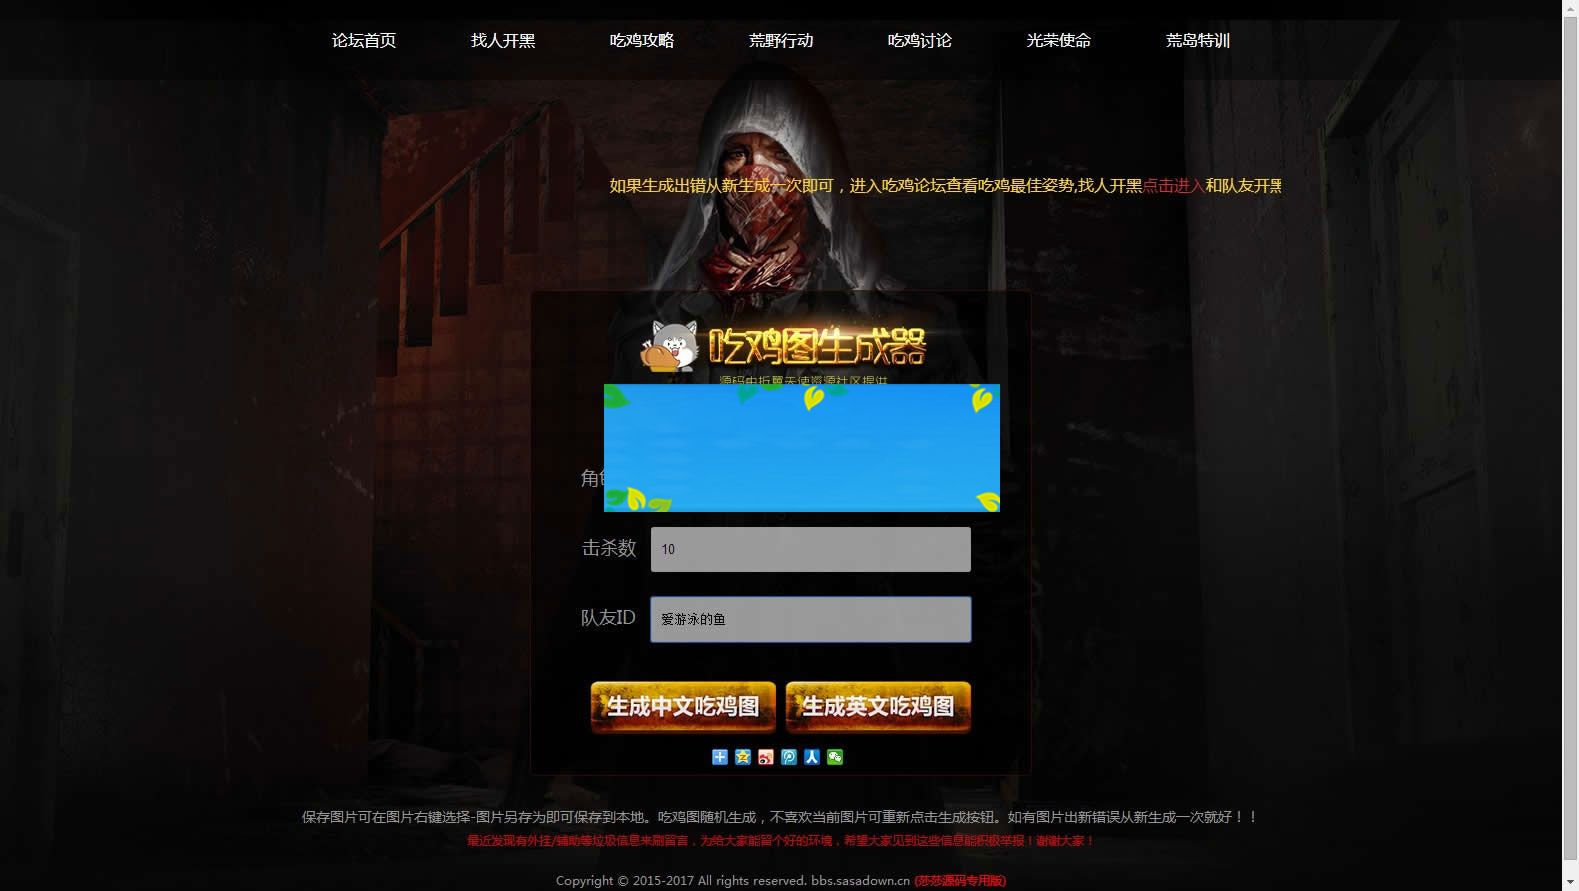 论坛首页 找人开黑 吃鸡攻略 荒野行动 吃鸡讨论 光荣使命 荒岛特训
如果生成出错从新生成一次即可，进入吃鸡论坛查看吃鸡最佳姿势,找人开黑点击进入和队友开黑
吃鸡图生成器
源码由折翼天使资源社区提供
角
击杀数 10
队友ID 爱游泳的鱼
生成中文吃鸡图 生成英文吃鸡图
保存图片可在图片右键选择-图片另存为即可保存到本地。吃鸡图随机生成，不喜欢当前图片可重新点击生成按钮。如有图片出新错误从新生成一次就好！！
最近发现有外挂/辅助等垃圾信息来刷留言，为给大家能留个好的环境，希望大家见到这些信息能积极举报！谢谢大家！
Copyright © 2015-2017 All rights reserved. bbs.sasadown.cn (莎莎源码专用版)